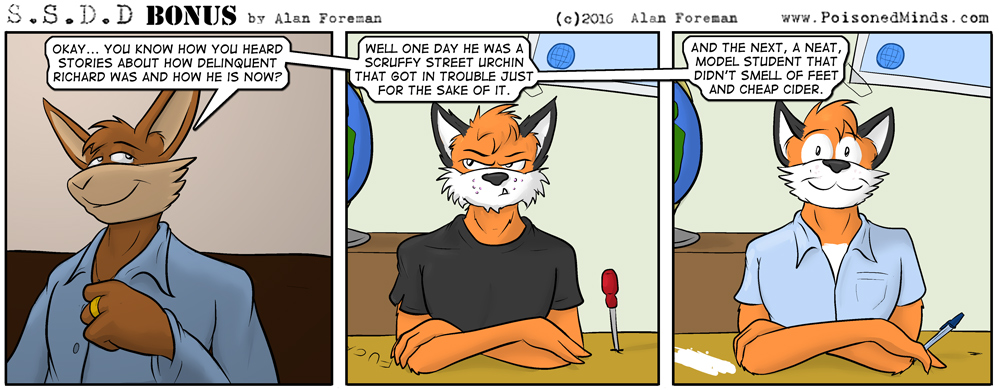 S.S.D.D BONUS by Alan Foreman (c)2016 Alan Foreman www.PoisonedMinds.com
OKAY... YOU KNOW HOW YOU HEARD
STORIES ABOUT HOW DELINQUENT
RICHARD WAS AND HOW HE IS NOW?
WELL ONE DAY HE WAS A
SCRUFFY STREET URCHIN
THAT GOT IN TROUBLE JUST
FOR THE SAKE OF IT.
FUC
AND THE NEXT, A NEAT,
MODEL STUDENT THAT
DIDN'T SMELL OF FEET
AND CHEAP CIDER.